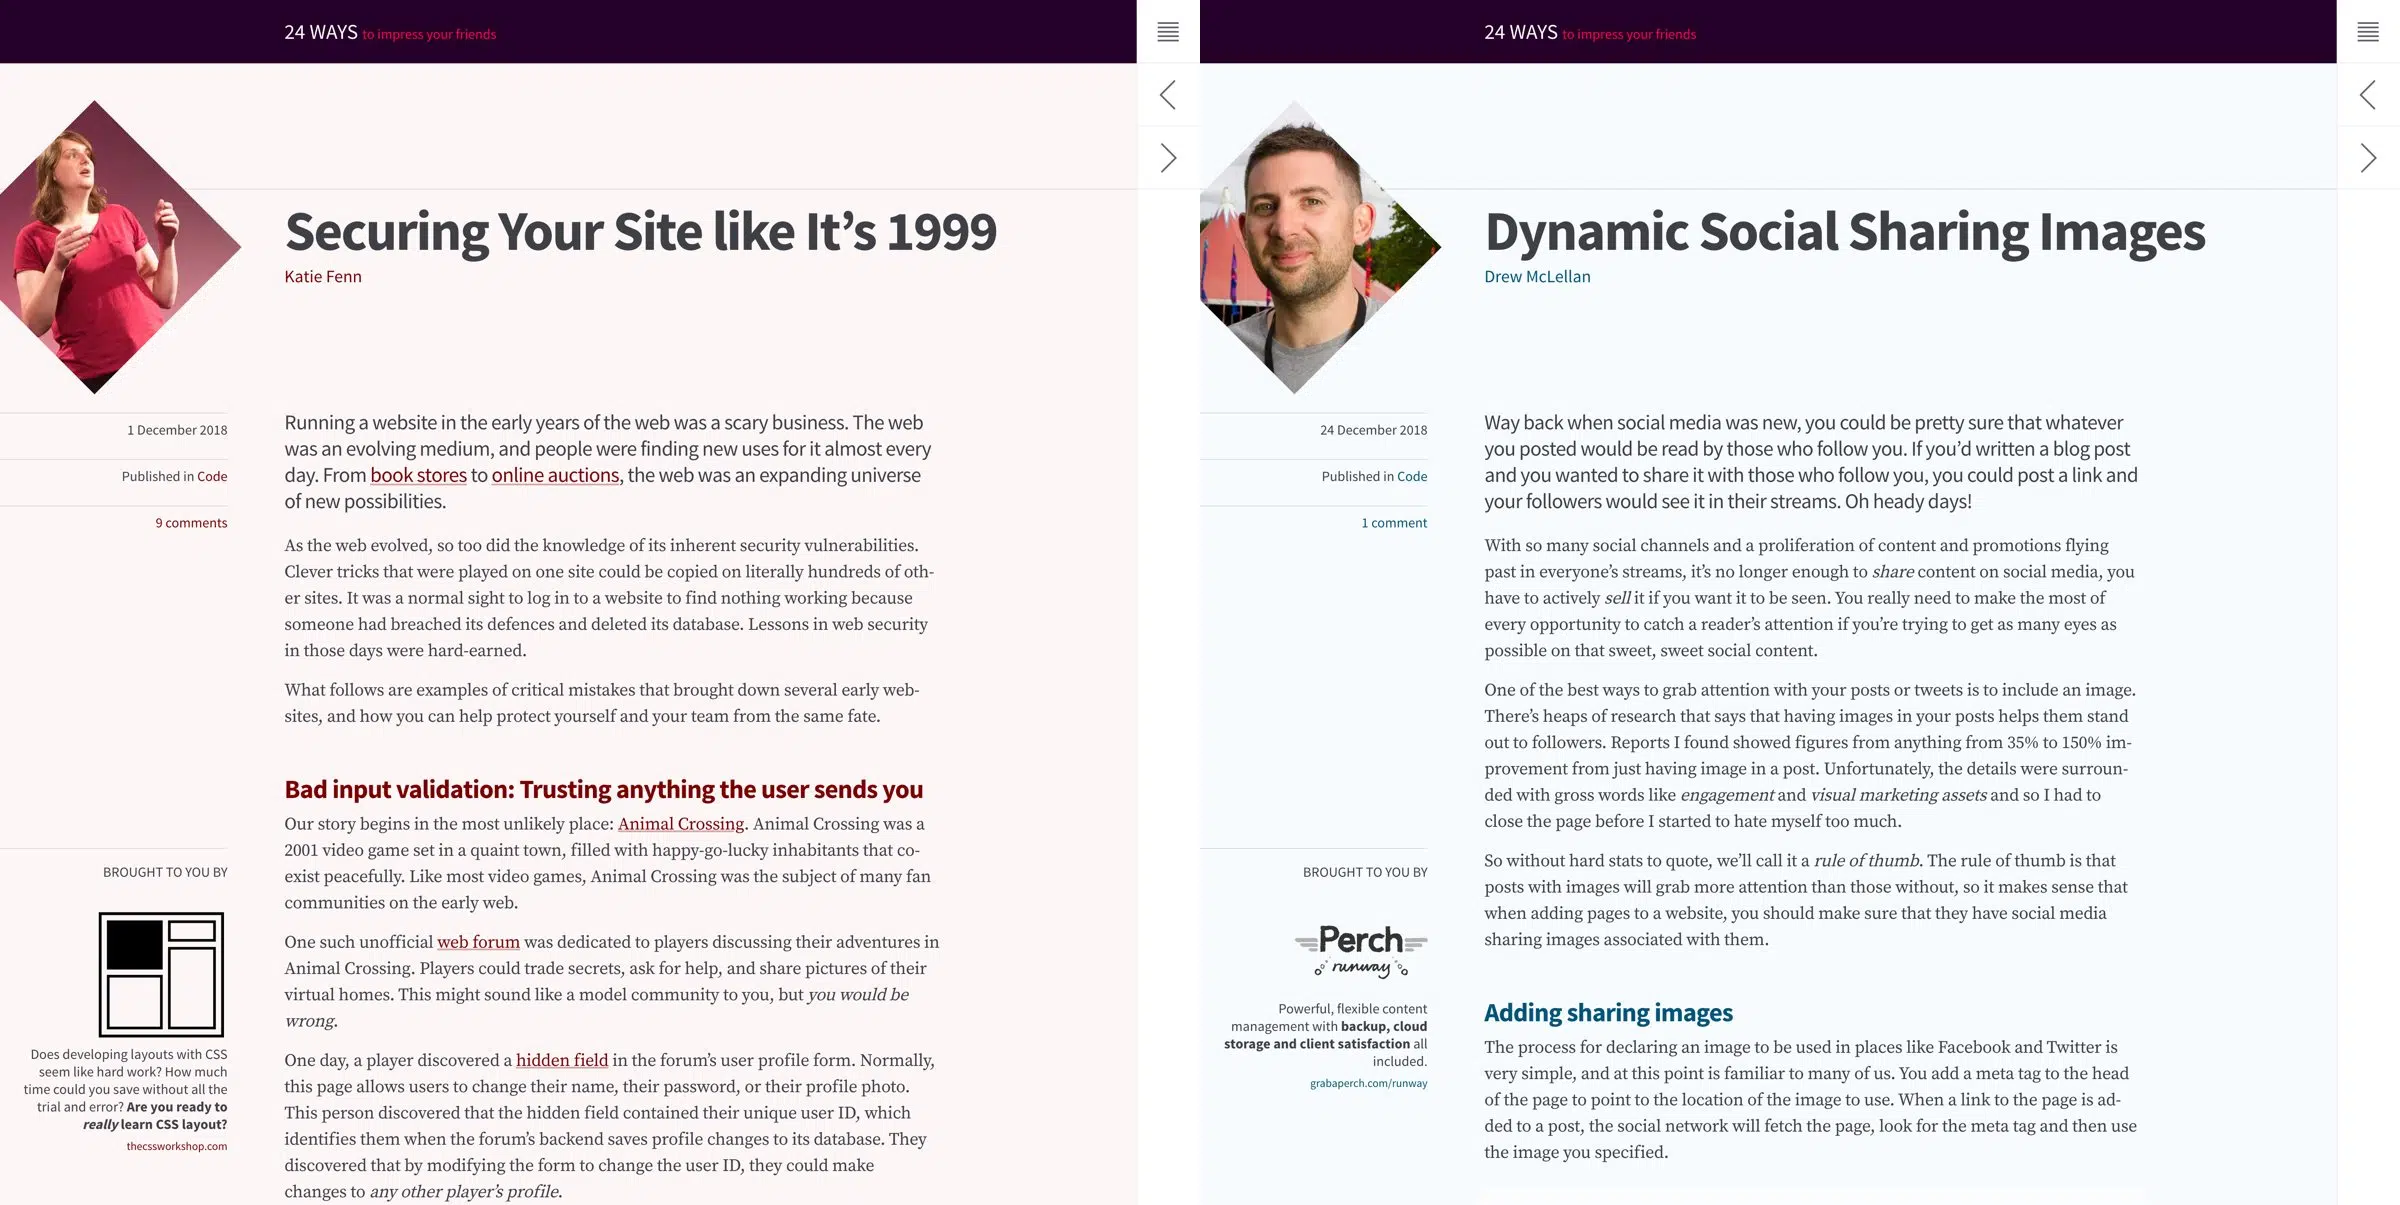 24 WAYS to impress your friends
Securing Your Site like It’s 1999
Katie Fenn
1 December 2018
Published in Code
9 comments
Running a website in the early years of the web was a scary business. The web
was an evolving medium, and people were finding new uses for it almost every
day. From book stores to online auctions, the web was an expanding universe
of new possibilities.
As the web evolved, so too did the knowledge of its inherent security vulnerabilities.
Clever tricks that were played on one site could be copied on literally hundreds of oth-
er sites. It was a normal sight to log in to a website to find nothing working because
someone had breached its defences and deleted its database. Lessons in web security
in those days were hard-earned.
What follows are examples of critical mistakes that brought down several early web-
sites, and how you can help protect yourself and your team from the same fate.
Bad input validation: Trusting anything the user sends you
Our story begins in the most unlikely place: Animal Crossing. Animal Crossing was a
2001 video game set in a quaint town, filled with happy-go-lucky inhabitants that co-
exist peacefully. Like most video games, Animal Crossing was the subject of many fan
communities on the early web.
One such unofficial web forum was dedicated to players discussing their adventures in
Animal Crossing. Players could trade secrets, ask for help, and share pictures of their
virtual homes. This might sound like a model community to you, but you would be
wrong.
One day, a player discovered a hidden field in the forum’s user profile form. Normally,
this page allows users to change their name, their password, or their profile photo.
This person discovered that the hidden field contained their unique user ID, which
identifies them when the forum’s backend saves profile changes to its database. They
discovered that by modifying the form to change the user ID, they could make
changes to any other player’s profile.
BROUGHT TO YOU BY
Does developing layouts with CSS
seem like hard work? How much
time could you save without all the
trial and error? Are you ready to
really learn CSS layout?
thecssworkshop.com
24 WAYS to impress your friends
Dynamic Social Sharing Images
Drew McLellan
24 December 2018
Published in Code
1 comment
Way back when social media was new, you could be pretty sure that whatever
you posted would be read by those who follow you. If you’d written a blog post
and you wanted to share it with those who follow you, you could post a link and
your followers would see it in their streams. Oh heady days!
With so many social channels and a proliferation of content and promotions flying
past in everyone’s streams, it’s no longer enough to share content on social media, you
have to actively sell it if you want it to be seen. You really need to make the most of
every opportunity to catch a reader’s attention if you’re trying to get as many eyes as
possible on that sweet, sweet social content.
One of the best ways to grab attention with your posts or tweets is to include an image.
There’s heaps of research that says that having images in your posts helps them stand
out to followers. Reports I found showed figures from anything from 35% to 150% im-
provement from just having image in a post. Unfortunately, the details were surroun-
ded with gross words like engagement and visual marketing assets and so I had to
close the page before I started to hate myself too much.
So without hard stats to quote, we’ll call it a rule of thumb. The rule of thumb is that
posts with images will grab more attention than those without, so it makes sense that
when adding pages to a website, you should make sure that they have social media
sharing images associated with them.
Adding sharing images
The process for declaring an image to be used in places like Facebook and Twitter is
very simple, and at this point is familiar to many of us. You add a meta tag to the head
of the page to point to the location of the image to use. When a link to the page is ad-
ded to a post, the social network will fetch the page, look for the meta tag and then use
the image you specified.
BROUGHT TO YOU BY
Perch
runway
Powerful, flexible content
management with backup, cloud
storage and client satisfaction all
included.
grabaperch.com/runway